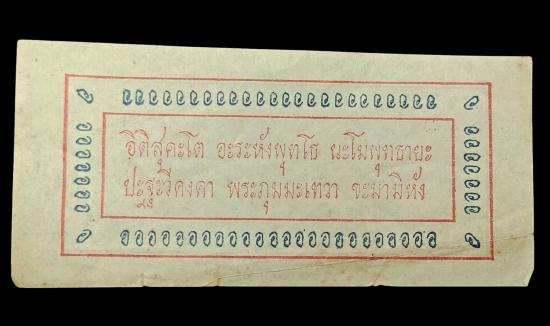 อิติสุคะโต อะระหังพุทโธ นะโมพุทธายะ
ปะฐะวีคงคา พระภุมมะเทวา ขะมามิหัง